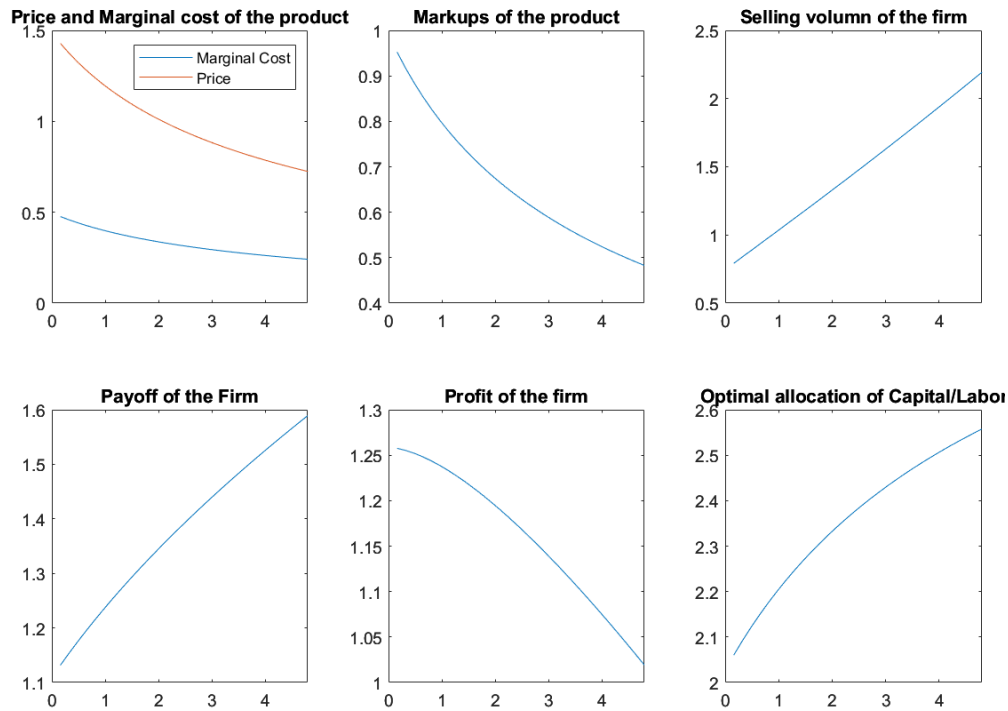 Price and Marginal cost of the product
1.5
1
0.5
0
0 1 2 3 4
Marginal Cost
Price
Markups of the product
1
0.9
0.8
0.7
0.6
0.5
0.4
0 1 2 3 4
Selling volumn of the firm
2.5
2
1.5
1
0.5
0 1 2 3 4
Payoff of the Firm
1.6
1.5
1.4
1.3
1.2
1.1
0 1 2 3 4
Profit of the firm
1.3
1.25
1.2
1.15
1.1
1.05
1
0 1 2 3 4
Optimal allocation of Capital/Labor
2.6
2.5
2.4
2.3
2.2
2.1
2
0 1 2 3 4